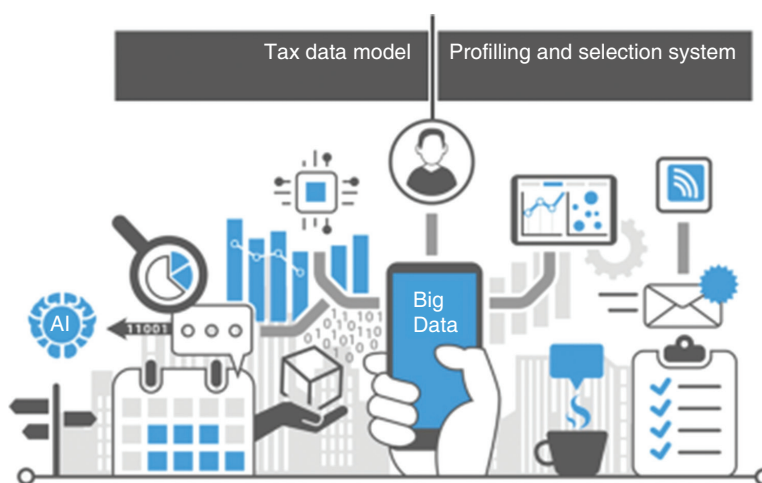 Tax data model
Profilling and selection system
Big
Data
AI
11001